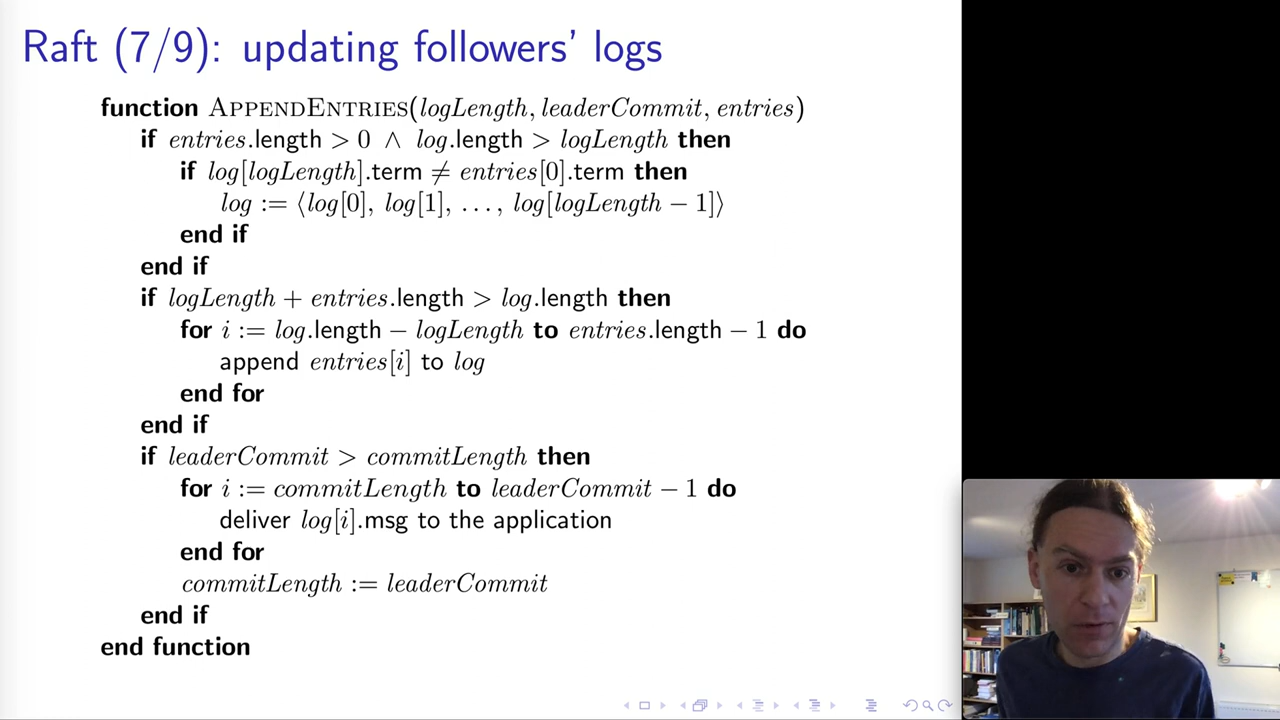 Raft (7/9): updating followers’ logs
function APPENDENTRIES(logLength, leaderCommit, entries)
if entries.length > 0 ∧ log.length > logLength then
if log[logLength].term ≠ entries[0].term then
log := ⟨log[0], log[1], . . . , log[logLength − 1]⟩
end if
end if
if logLength + entries.length > log.length then
for i := log.length − logLength to entries.length − 1 do
append entries[i] to log
end for
end if
if leaderCommit > commitLength then
for i := commitLength to leaderCommit − 1 do
deliver log[i].msg to the application
end for
commitLength := leaderCommit
end if
end function